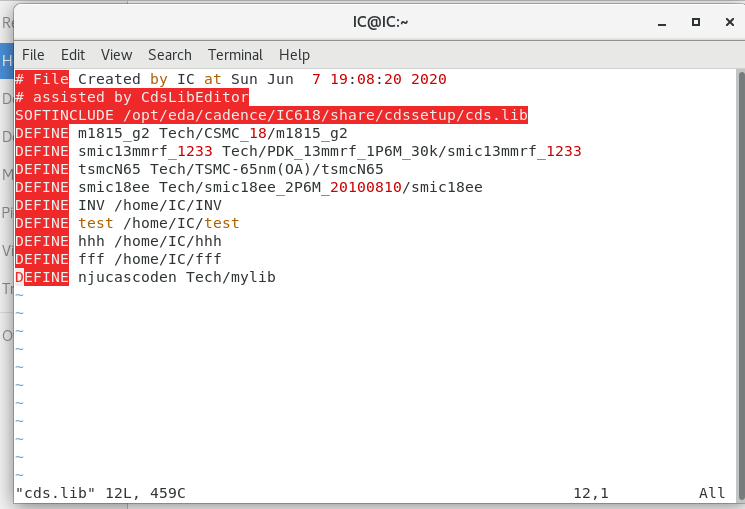 IC@IC:~
File Edit View Search Terminal Help
# File Created by IC at Sun Jun  7 19:08:20 2020
# assisted by CdsLibEditor
SOFTINCLUDE /opt/eda/cadence/IC618/share/cdssetup/cds.lib
DEFINE m1815_g2 Tech/CSMC_18/m1815_g2
DEFINE smic13mmrf_1233 Tech/PDK_13mmrf_1P6M_30k/smic13mmrf_1233
DEFINE tsmcN65 Tech/TSMC-65nm(OA)/tsmcN65
DEFINE smic18ee Tech/smic18ee_2P6M_20100810/smic18ee
DEFINE INV /home/IC/INV
DEFINE test /home/IC/test
DEFINE hhh /home/IC/hhh
DEFINE fff /home/IC/fff
DEFINE njucascoden Tech/mylib
~
~
~
~
~
~
~
~
~
~
~
"cds.lib" 12L, 459C 12,1 All